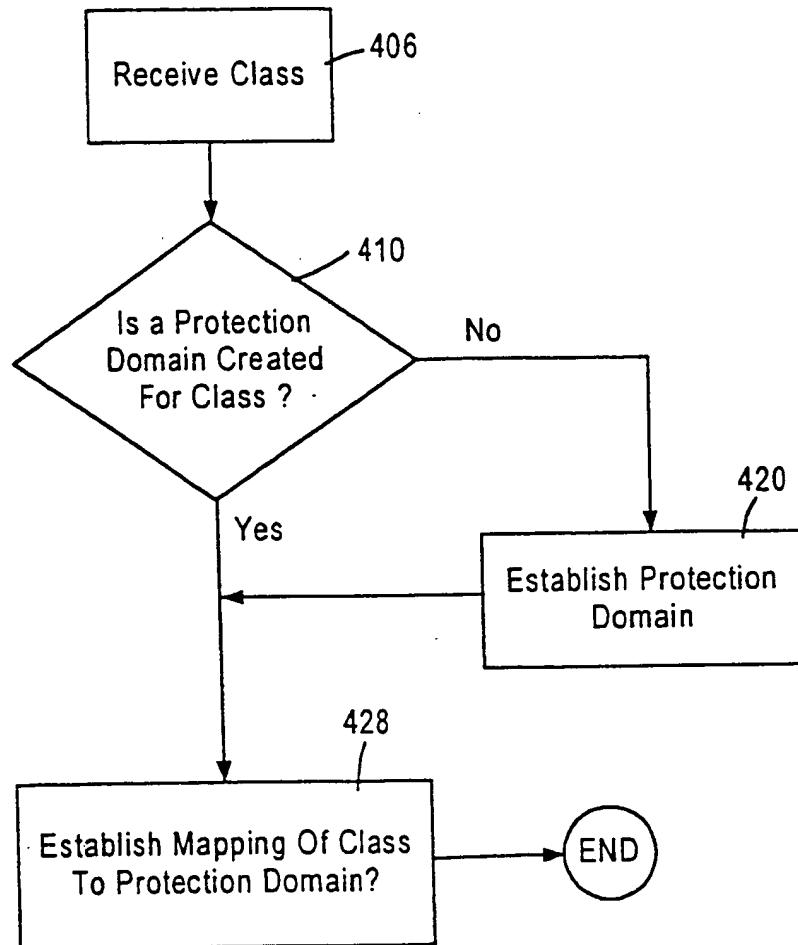 Receive Class
406
410
Is a Protection
Domain Created
For Class ?
No
Yes
420
Establish Protection
Domain
428
Establish Mapping Of Class
To Protection Domain?
END